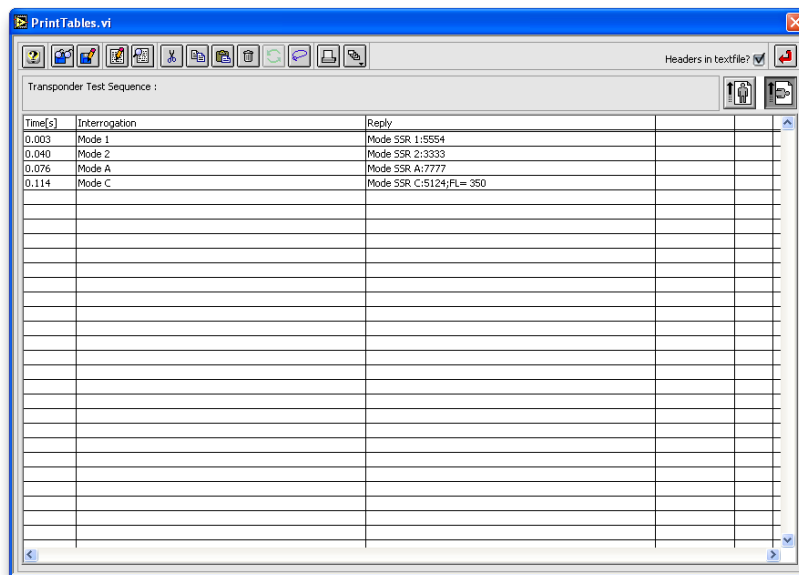 PrintTables.vi
Headers in textfile?
Transponder Test Sequence :
Time[s] Interrogation Reply
0.003 Mode 1 Mode SSR 1:5554
0.040 Mode 2 Mode SSR 2:3333
0.076 Mode A Mode SSR A:7777
0.114 Mode C Mode SSR C:5124;FL= 350